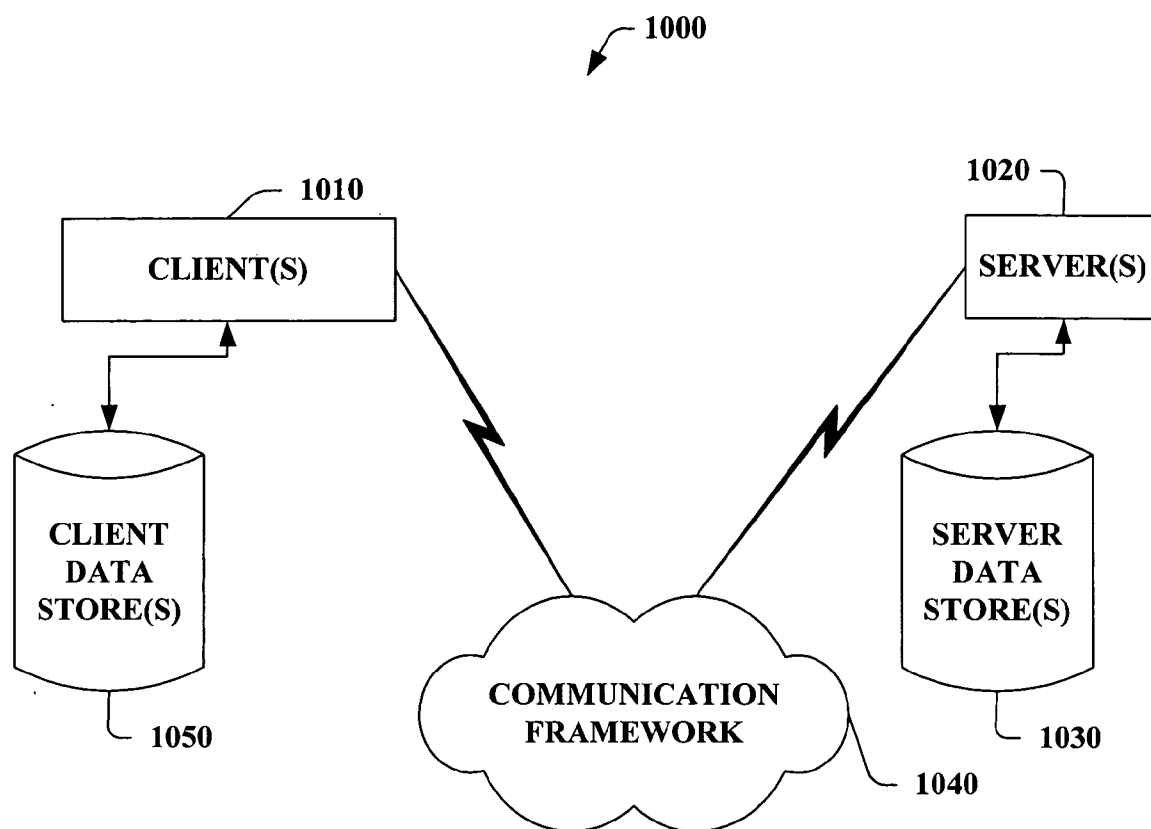 1000
1010
1020
CLIENT(S)
SERVER(S)
CLIENT
DATA
STORE(S)
SERVER
DATA
STORE(S)
COMMUNICATION
FRAMEWORK
1050
1030
1040